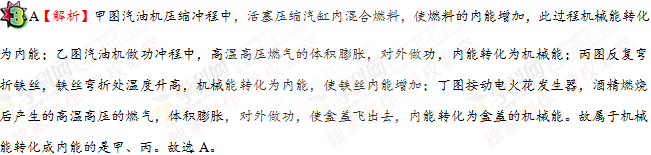 3 A【解析】甲图汽油机压缩冲程中，活塞压缩汽缸内混合燃料，使燃料的内能增加，此过程机械能转化
为内能；乙图汽油机做功冲程中，高温高压燃气的体积膨胀，对外做功，内能转化为机械能；丙图反复弯
折铁丝，铁丝弯折处温度升高，机械能转化为内能，使铁丝内能增加；丁图按动电火花发生器，酒精燃烧
后产生的高温高压的燃气，体积膨胀，对外做功，使盒盖飞出去，内能转化为盒盖的机械能。故属于机械
能转化成内能的是甲、丙。故选 A。